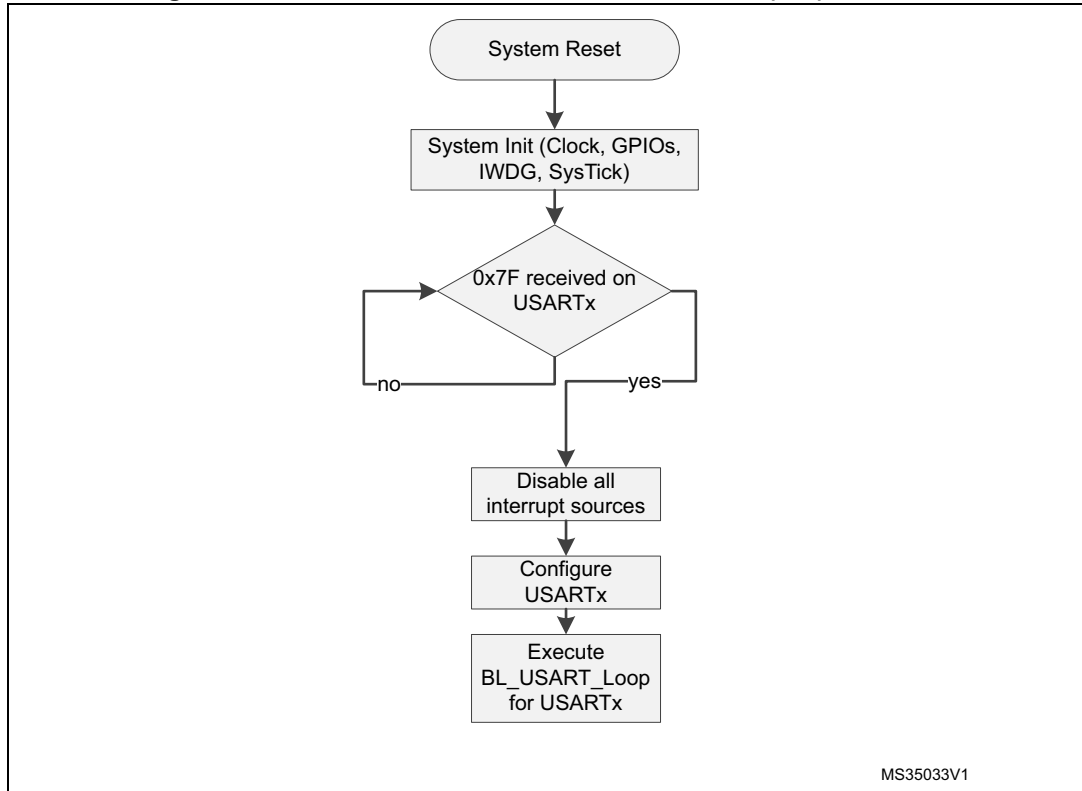 System Reset
System Init (Clock, GPIOs,
IWDG, SysTick)
0x7F received on
USARTx
no
yes
Disable all
interrupt sources
Configure
USARTx
Execute
BL_USART_Loop
for USARTx
MS35033V1